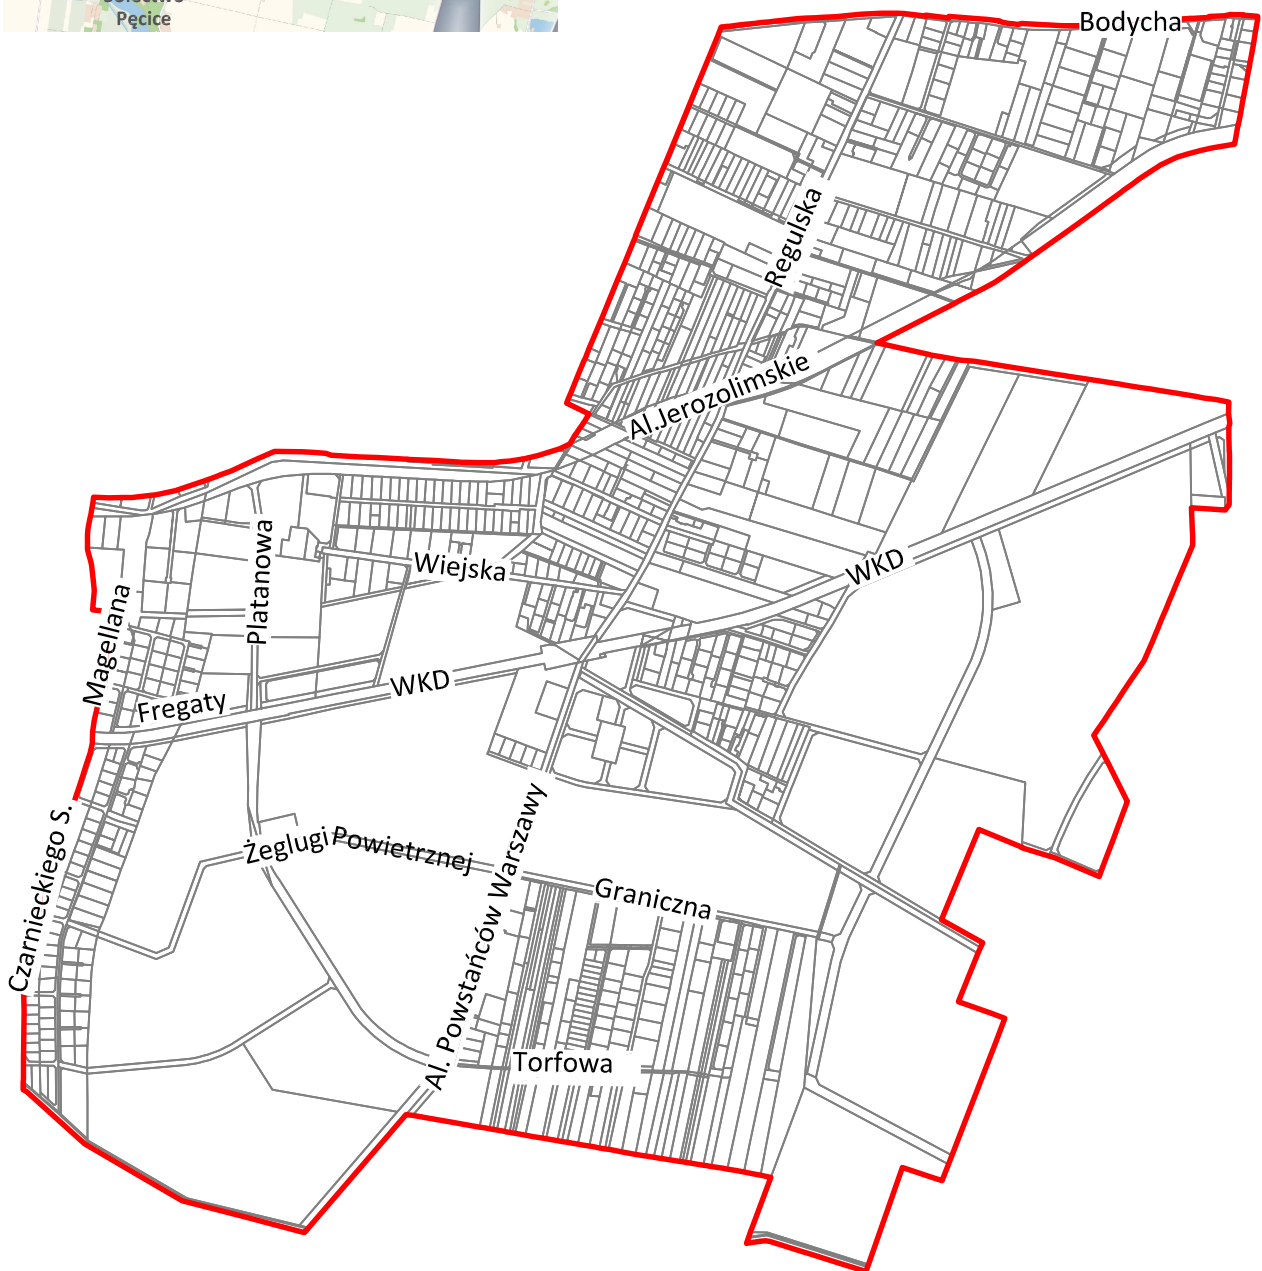 Pęcice
Bodycha
Regulska
Al.Jerozolimskie
Platanowa
Wiejska
WKD
Magellana
WKD
Fregaty
Żeglugi Powietrznej
Al. Powstańców Warszawy
Czarnieckiego S.
Graniczna
Torfowa